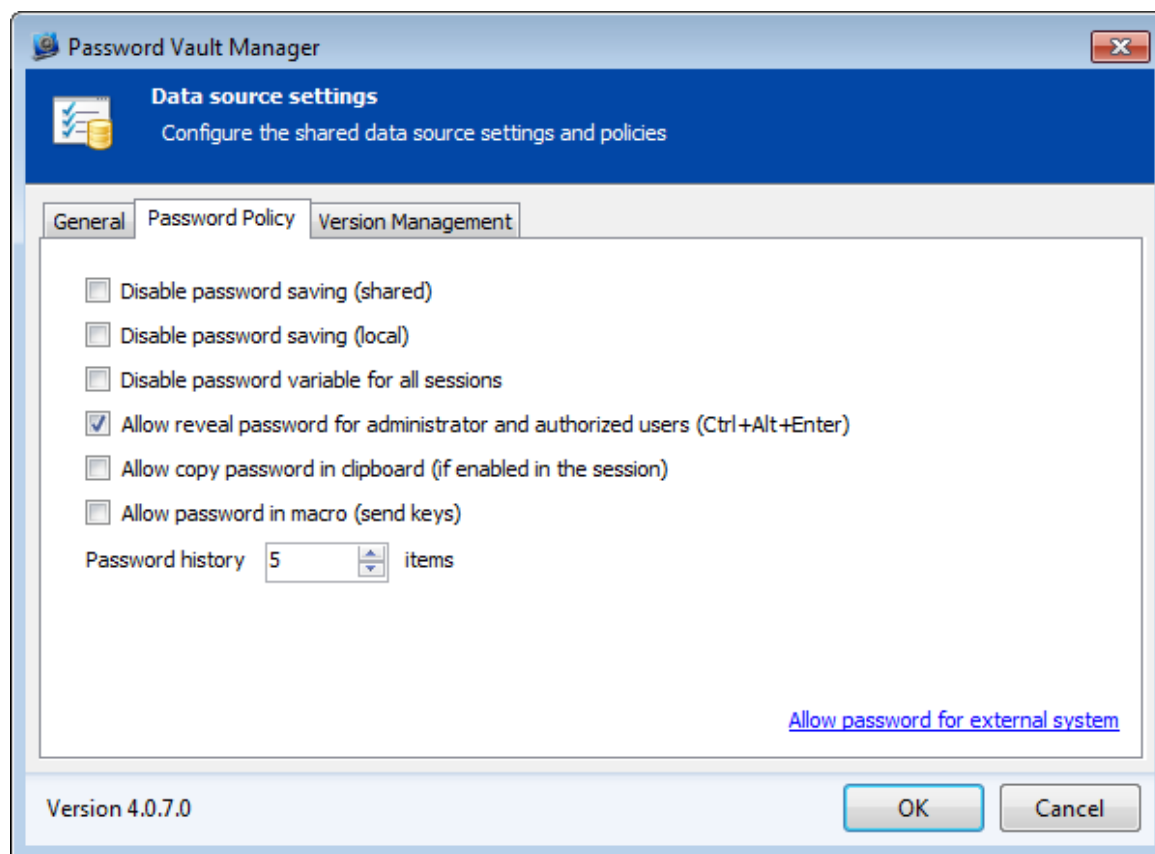 Password Vault Manager
Data source settings
Configure the shared data source settings and policies
General Password Policy Version Management
Disable password saving (shared)
Disable password saving (local)
Disable password variable for all sessions
Allow reveal password for administrator and authorized users (Ctrl+Alt+Enter)
Allow copy password in clipboard (if enabled in the session)
Allow password in macro (send keys)
Password history 5 items
Allow password for external system
Version 4.0.7.0 OK Cancel